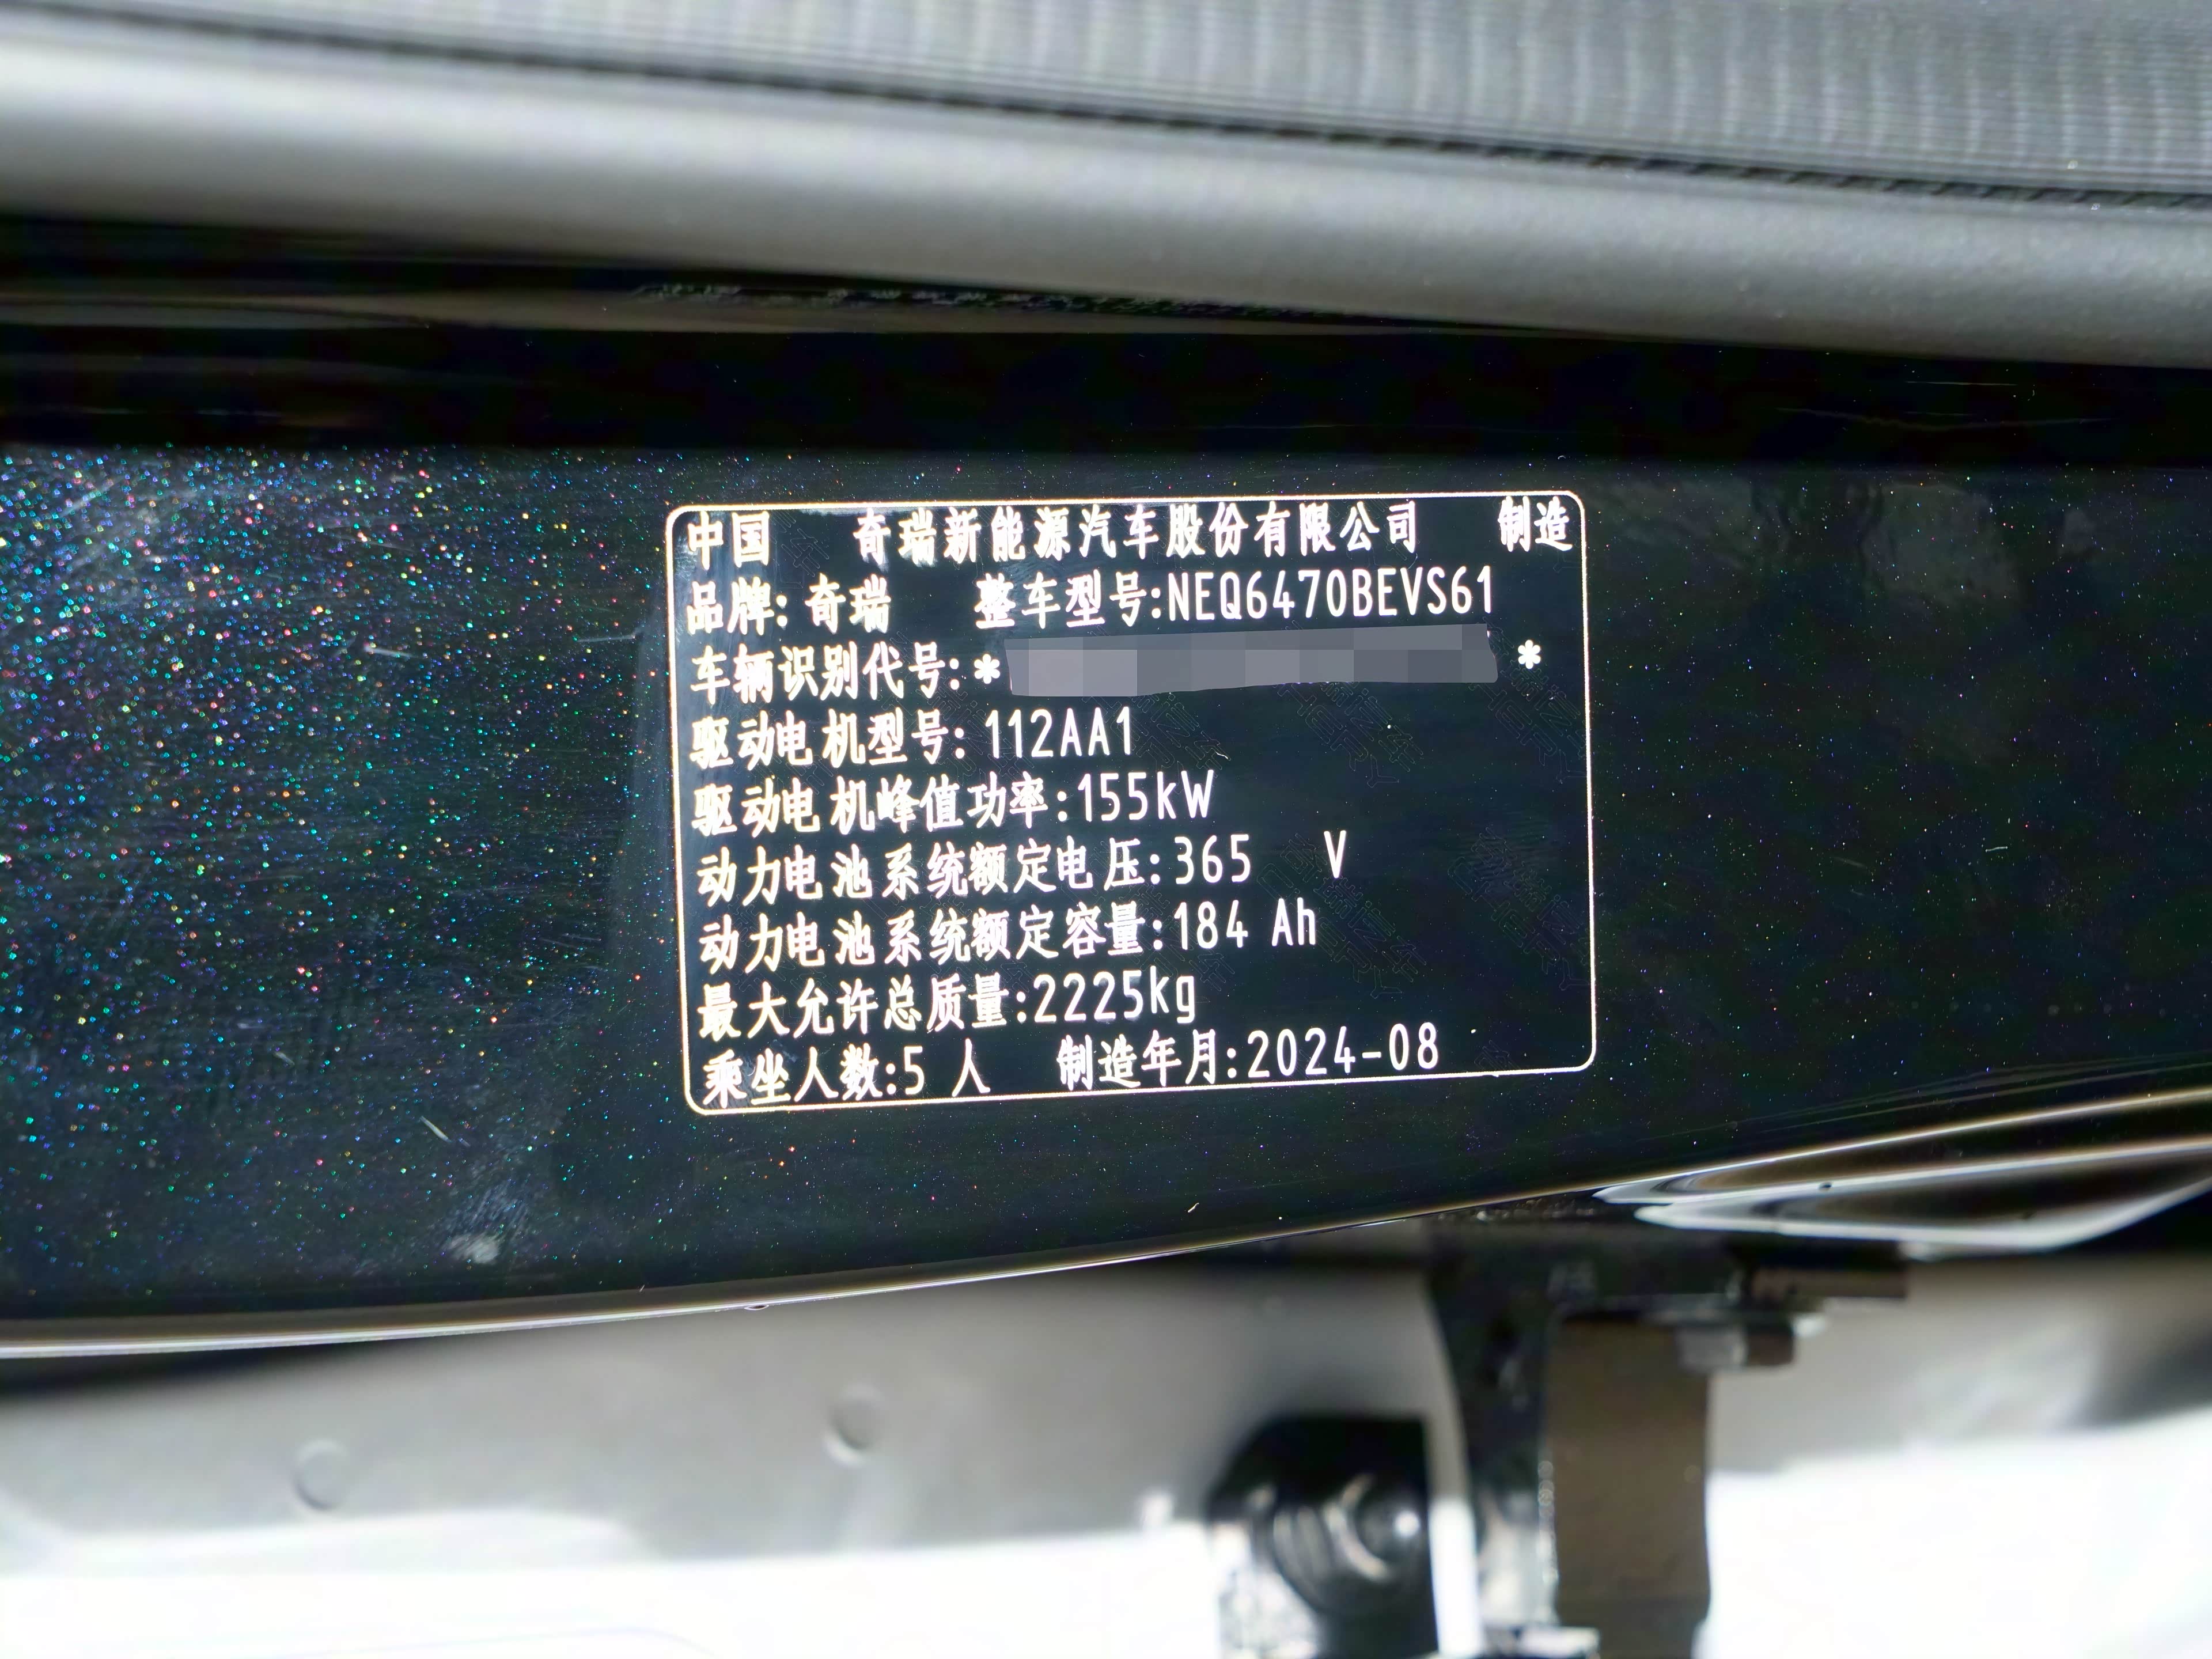 中国 奇瑞新能源汽车股份有限公司 制造
品牌: 奇瑞 整车型号:NEQ6470BEVS61
车辆识别代号:* *
驱动电机型号: 112AA1
驱动电机峰值功率:155kW
动力电池系统额定电压:365 V
动力电池系统额定容量:184 Ah
最大允许总质量:2225kg
乘坐人数:5 人 制造年月:2024-08